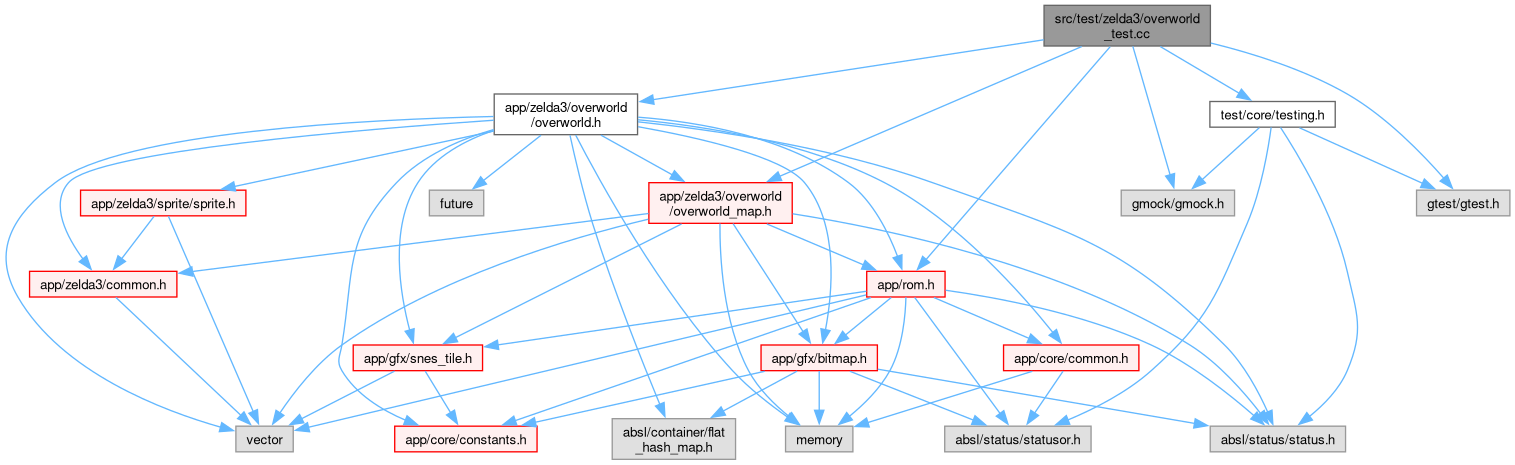 src/test/zelda3/overworld
_test.cc
app/zelda3/overworld
/overworld.h
test/core/testing.h
app/zelda3/sprite/sprite.h
future
app/zelda3/overworld
/overworld_map.h
gmock/gmock.h
gtest/gtest.h
app/zelda3/common.h
app/rom.h
app/gfx/snes_tile.h
app/gfx/bitmap.h
app/core/common.h
vector
app/core/constants.h
absl/container/flat
_hash_map.h
memory
absl/status/statusor.h
absl/status/status.h